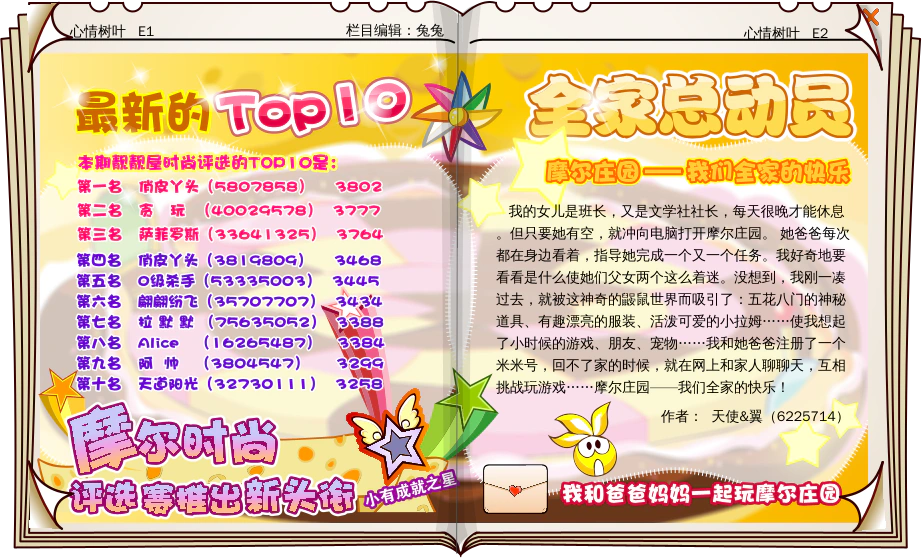 心情树叶 E1
栏目编辑：兔兔
最新的Top10
本期靓靓屋时尚评选的TOP10是：
第一名 俏皮丫头（5807858） 3802
第二名 贪 玩 （40029578） 3777
第三名 萨菲罗斯（33641325） 3764
第四名 俏皮丫头（3819809） 3468
第五名 0级杀手（53335003） 3445
第六名 翩翩纷飞（35707707） 3434
第七名 拉 默 默 （75635052） 3388
第八名 Alice （16265487） 3384
第九名 阿 帅 （3804547） 3299
第十名 天道阳光（32730111） 3258
摩尔时尚
评选赛推出新头衔
小有成就之星
心情树叶 E2
全家总动员
摩尔庄园 —— 我们全家的快乐
我的女儿是班长，又是文学社社长，每天很晚才能休息
。但只要她有空，就冲向电脑打开摩尔庄园。 她爸爸每次
都在身边看着，指导她完成一个又一个任务。我好奇地要
看看是什么使她们父女两个这么着迷。没想到，我刚一凑
过去，就被这神奇的鼹鼠世界而吸引了：五花八门的神秘
道具、有趣漂亮的服装、活泼可爱的小拉姆······使我想起
了小时候的游戏、朋友、宠物······我和她爸爸注册了一个
米米号，回不了家的时候，就在网上和家人聊聊天，互相
挑战玩游戏······摩尔庄园——我们全家的快乐！
作者： 天使&翼（6225714）
我和爸爸妈妈一起玩摩尔庄园